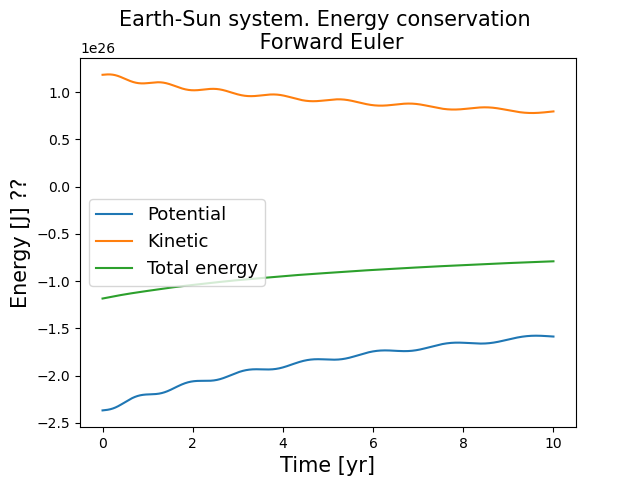 Earth-Sun system. Energy conservation
Forward Euler
1e26
1.0
0.5
0.0
−0.5
−1.0
−1.5
−2.0
−2.5
Energy [J] ??
Potential
Kinetic
Total energy
0 2 4 6 8 10
Time [yr]